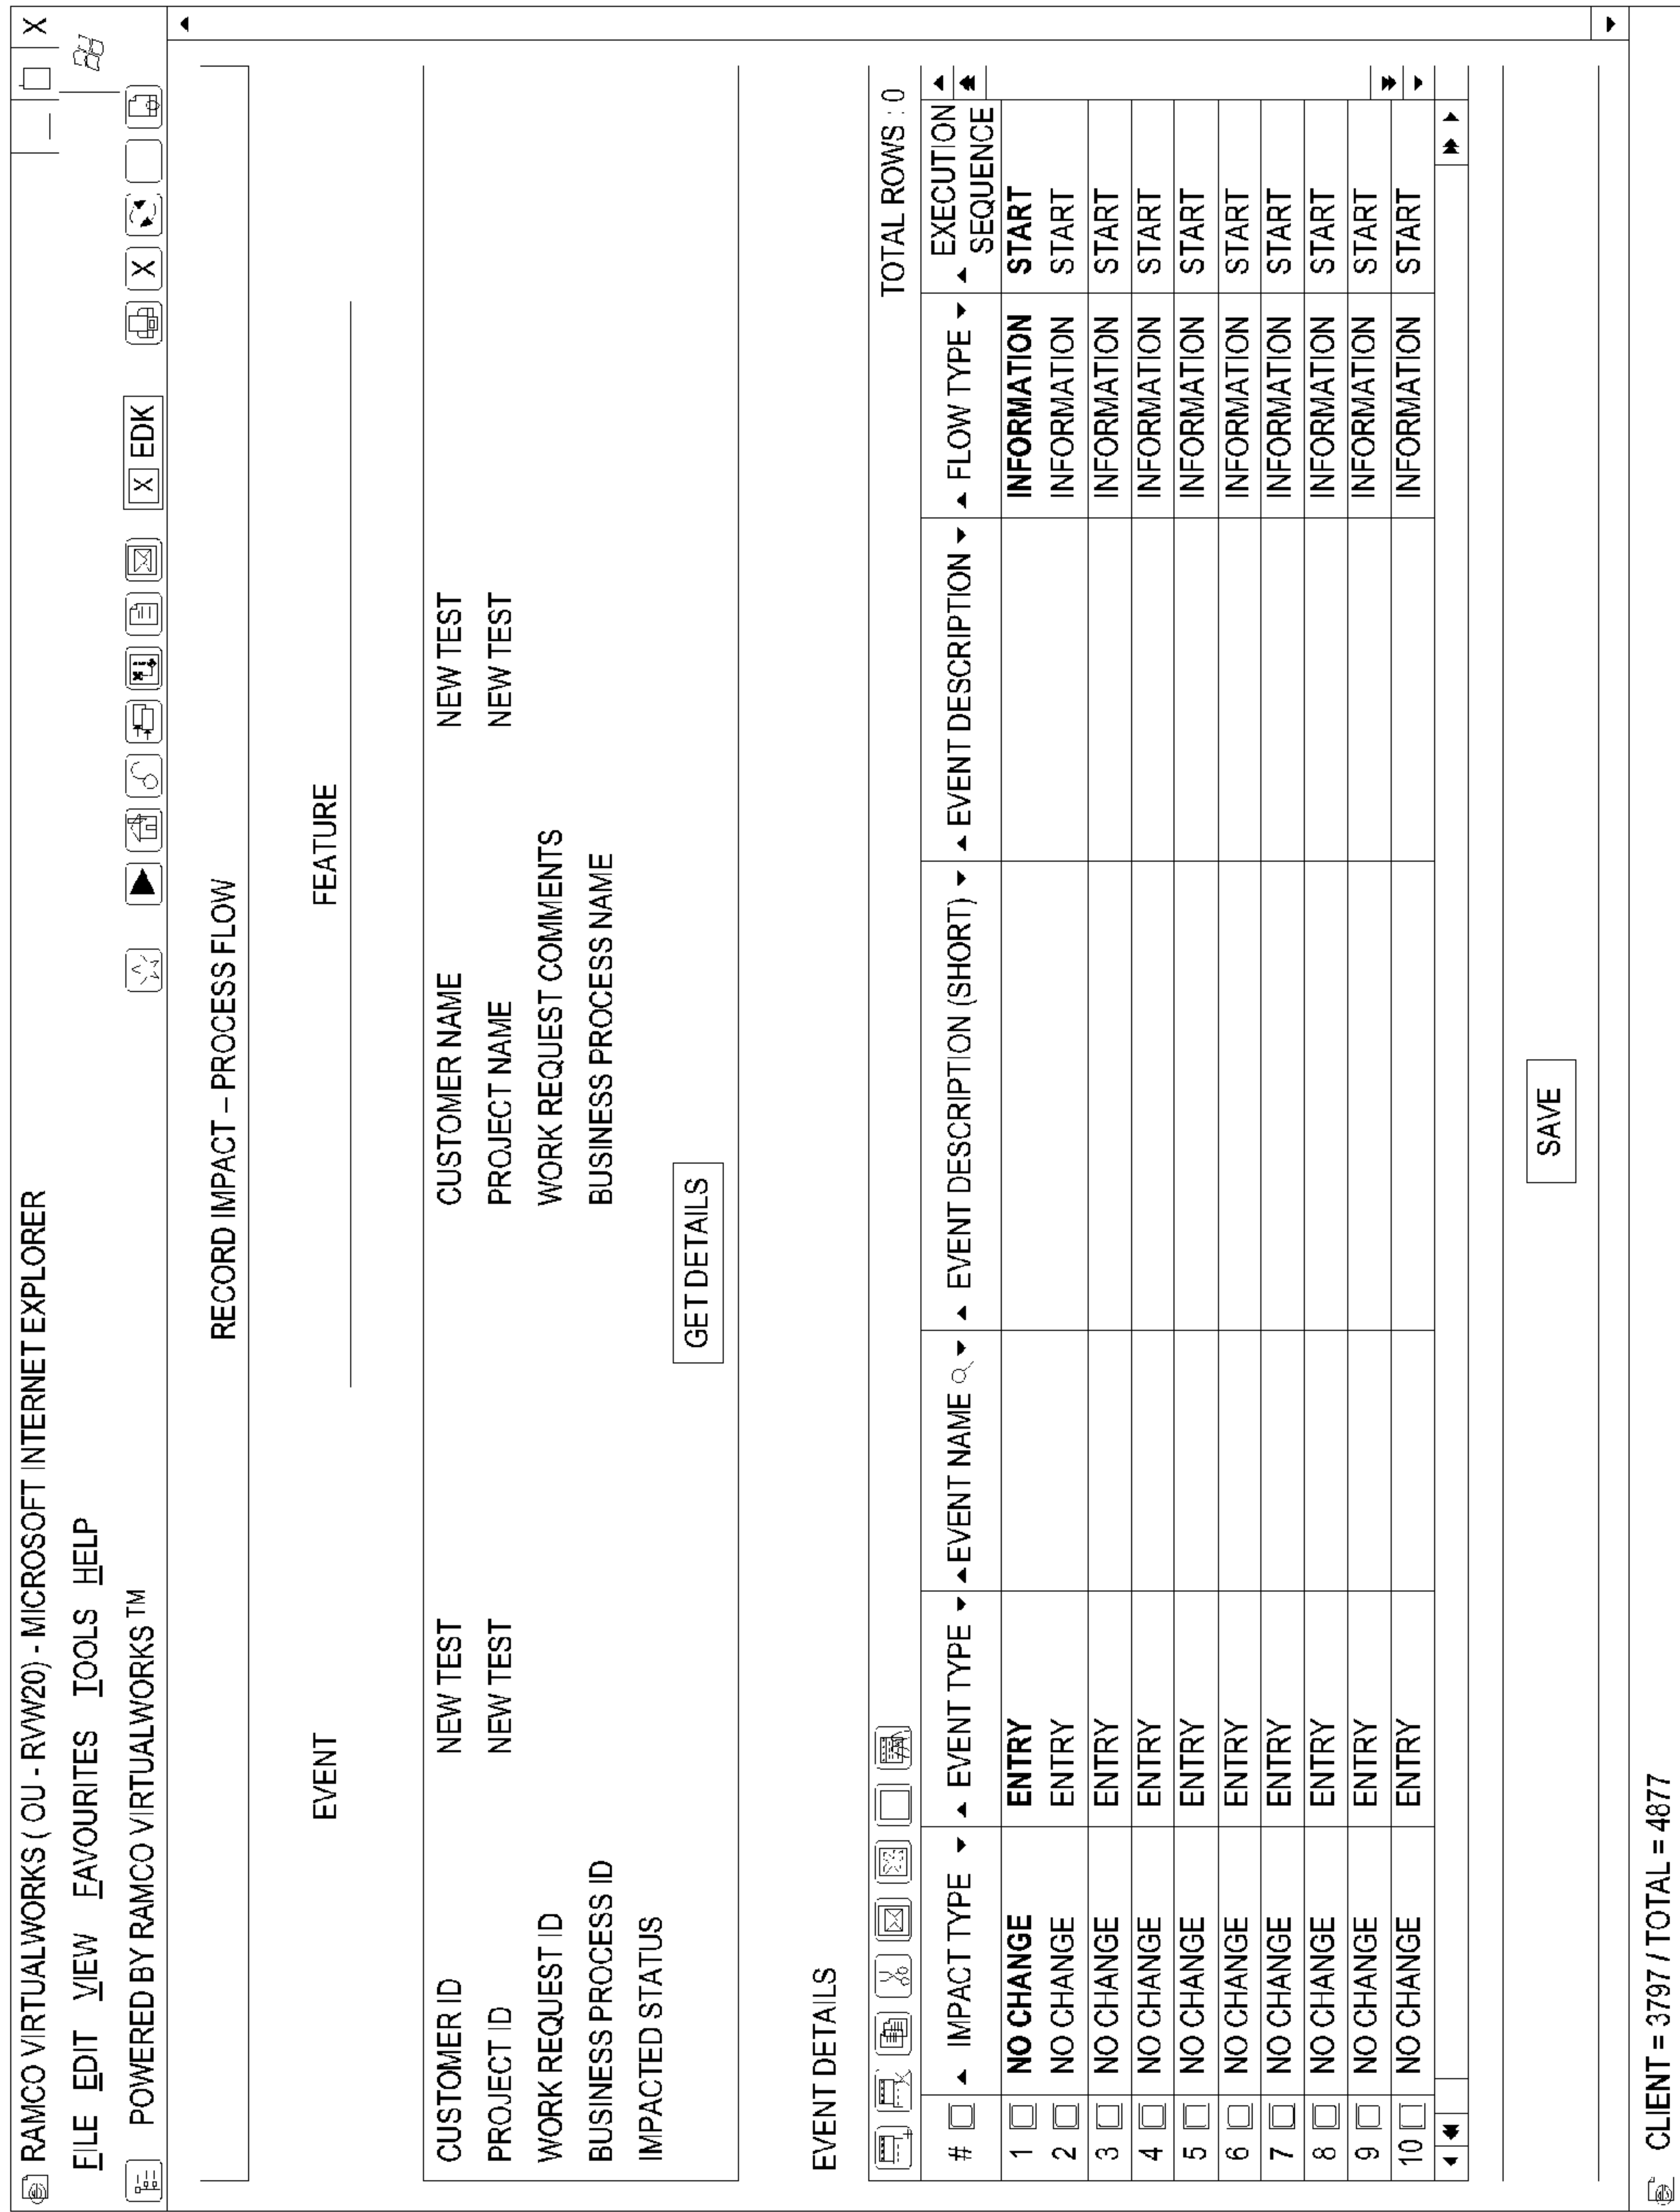 RAMCO VIRTUALWORKS ( OU - RVW20) - MICROSOFT INTERNET EXPLORER
FILE EDIT VIEW FAVOURITES TOOLS HELP
POWERED BY RAMCO VIRTUALWORKS TM X EDK X
RECORD IMPACT – PROCESS FLOW
EVENT FEATURE
CUSTOMER ID NEW TEST CUSTOMER NAME NEW TEST
PROJECT ID NEW TEST PROJECT NAME NEW TEST
WORK REQUEST ID WORK REQUEST COMMENTS
BUSINESS PROCESS ID BUSINESS PROCESS NAME
IMPACTED STATUS
GET DETAILS
EVENT DETAILS
TOTAL ROWS : 0
# IMPACT TYPE EVENT TYPE EVENT NAME EVENT DESCRIPTION (SHORT) EVENT DESCRIPTION FLOW TYPE EXECUTION SEQUENCE
1 NO CHANGE ENTRY INFORMATION START
2 NO CHANGE ENTRY INFORMATION START
3 NO CHANGE ENTRY INFORMATION START
4 NO CHANGE ENTRY INFORMATION START
5 NO CHANGE ENTRY INFORMATION START
6 NO CHANGE ENTRY INFORMATION START
7 NO CHANGE ENTRY INFORMATION START
8 NO CHANGE ENTRY INFORMATION START
9 NO CHANGE ENTRY INFORMATION START
10 NO CHANGE ENTRY INFORMATION START
SAVE
CLIENT = 3797 / TOTAL = 4877